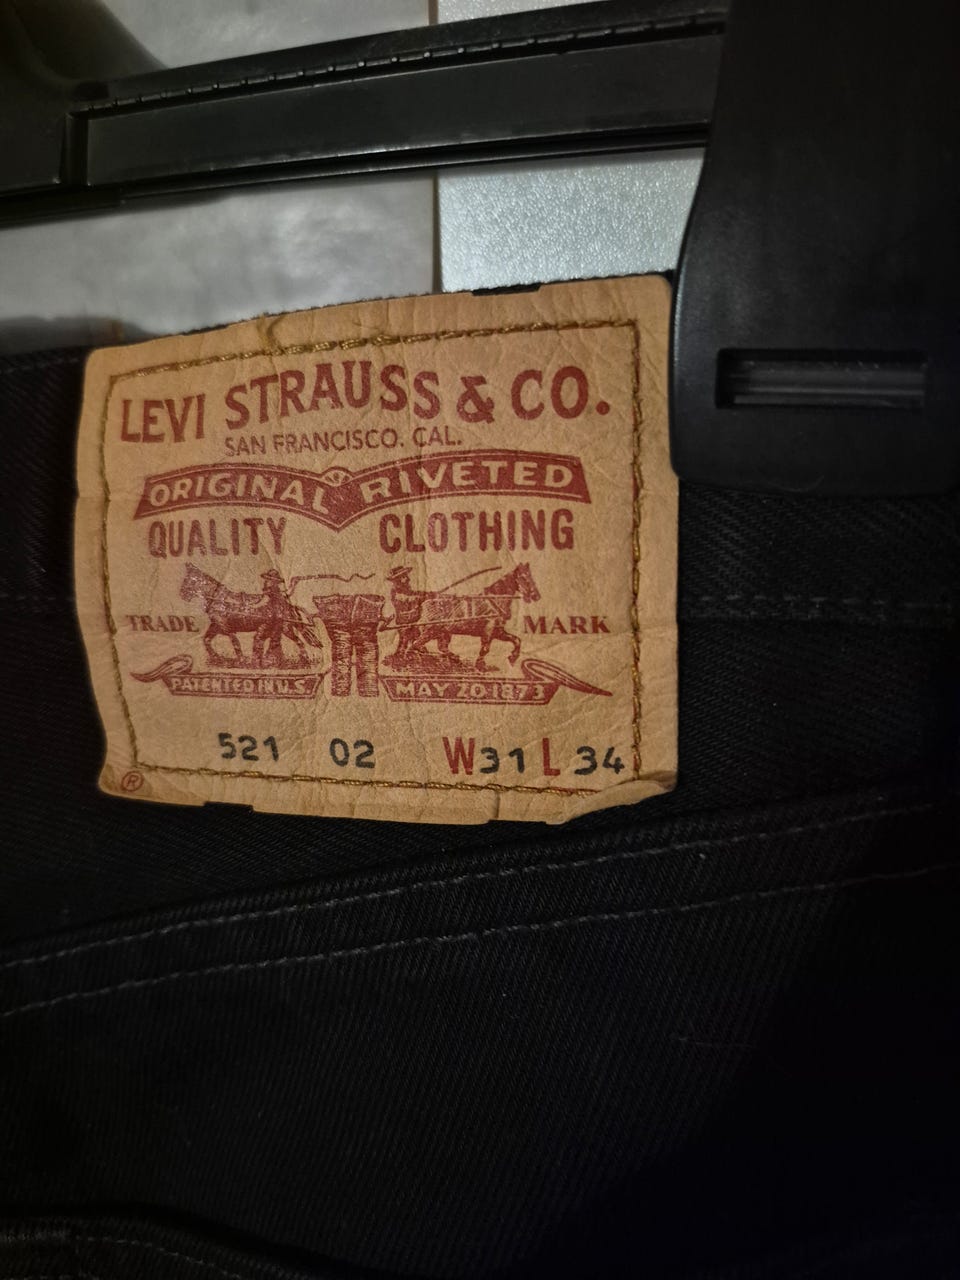 LEVI STRAUSS & CO.
SAN FRANCISCO. CAL.
ORIGINAL RIVETED
QUALITY CLOTHING
TRADE MARK
PATENTED IN U.S. MAY 20 1873
521 02 W31 L 34
®